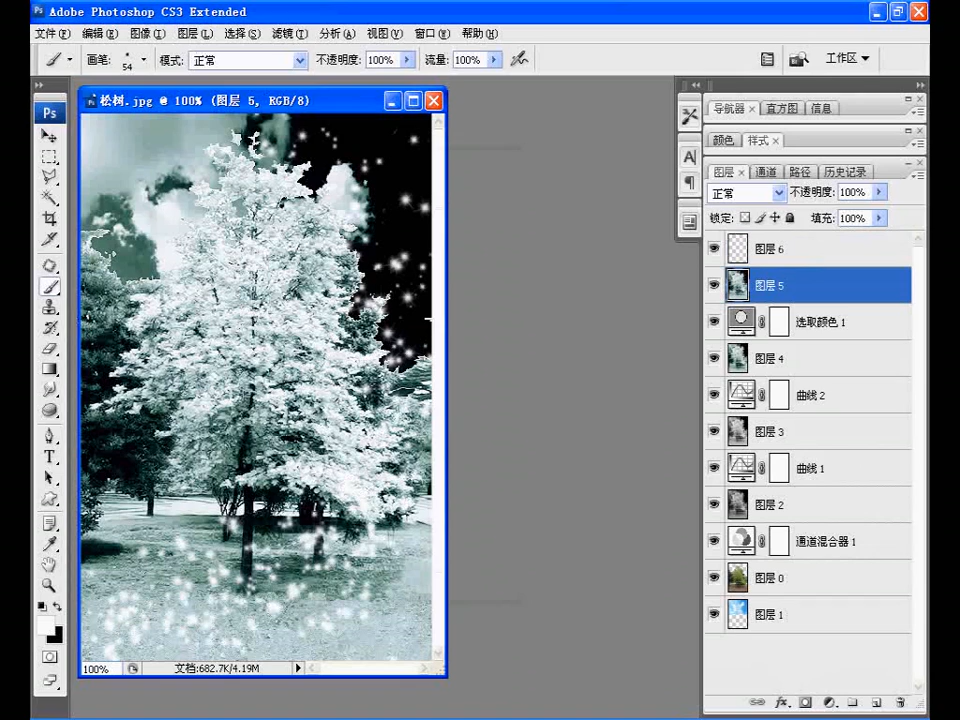 Ps Adobe Photoshop CS3 Extended
文件(F) 编辑(E) 图像(I) 图层(L) 选择(S) 滤镜(T) 分析(A) 视图(V) 窗口(W) 帮助(H)
画笔: 54 模式: 正常 不透明度: 100% 流量: 100% 工作区
Ps
松树.jpg @ 100% (图层 5, RGB/8)
导航器 × 直方图 信息
颜色 样式 ×
图层 × 通道 路径 历史记录
正常 不透明度: 100%
锁定: 填充: 100%
图层 6
图层 5
选取颜色 1
图层 4
曲线 2
图层 3
曲线 1
图层 2
通道混合器 1
图层 0
图层 1
100% 文档:682.7K/4.19M